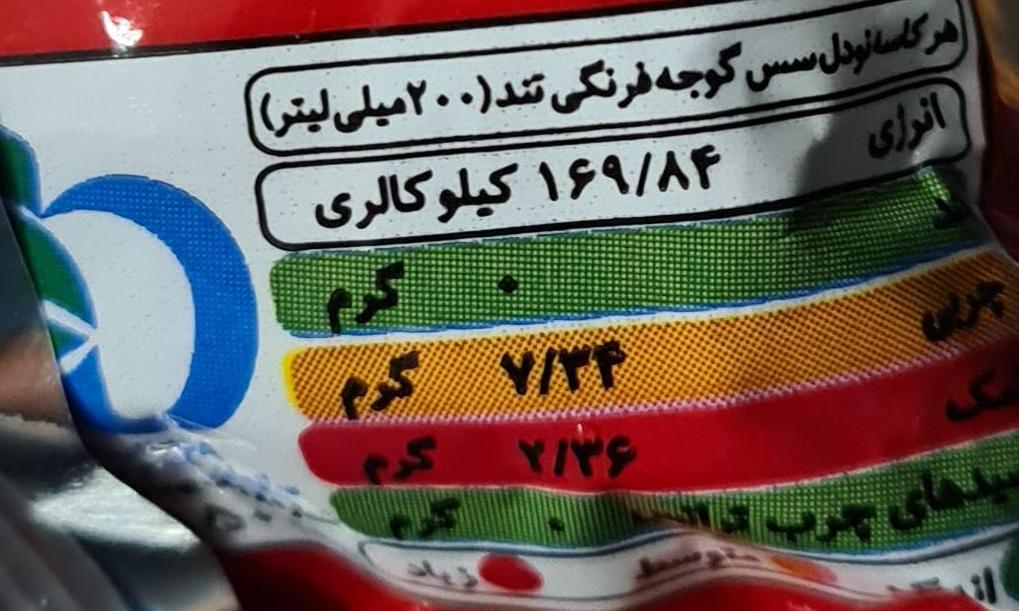 هر کاسه نودل سس گوجه فرنگی تند (۲۰۰ میلی لیتر)
انرژی ۱۶۹/۸۴ کیلو کالری
۰ گرم
چربی ۷/۳۴ گرم
۲/۳۶ گرم
چرب ۰ گرم
متوسط زیاد